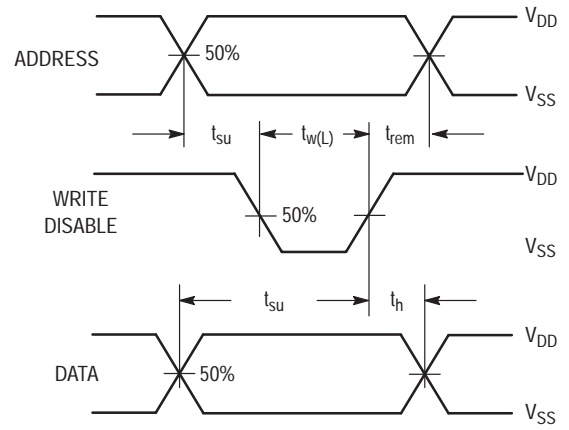 V_DD
ADDRESS
50%
V_SS
t_su
t_w(L)
t_rem
V_DD
WRITE
DISABLE
50%
V_SS
t_su
t_h
V_DD
DATA
50%
V_SS